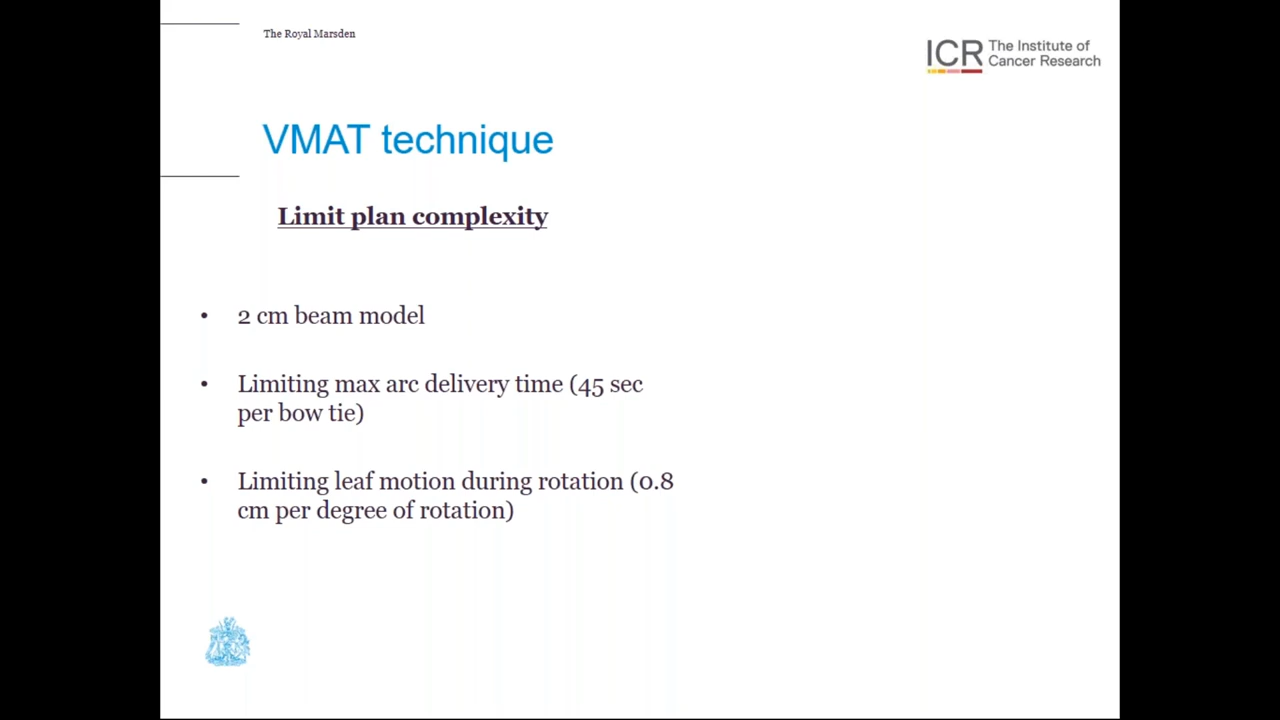 The Royal Marsden
ICR The Institute of
Cancer Research
VMAT technique
Limit plan complexity
• 2 cm beam model
• Limiting max arc delivery time (45 sec
per bow tie)
• Limiting leaf motion during rotation (0.8
cm per degree of rotation)